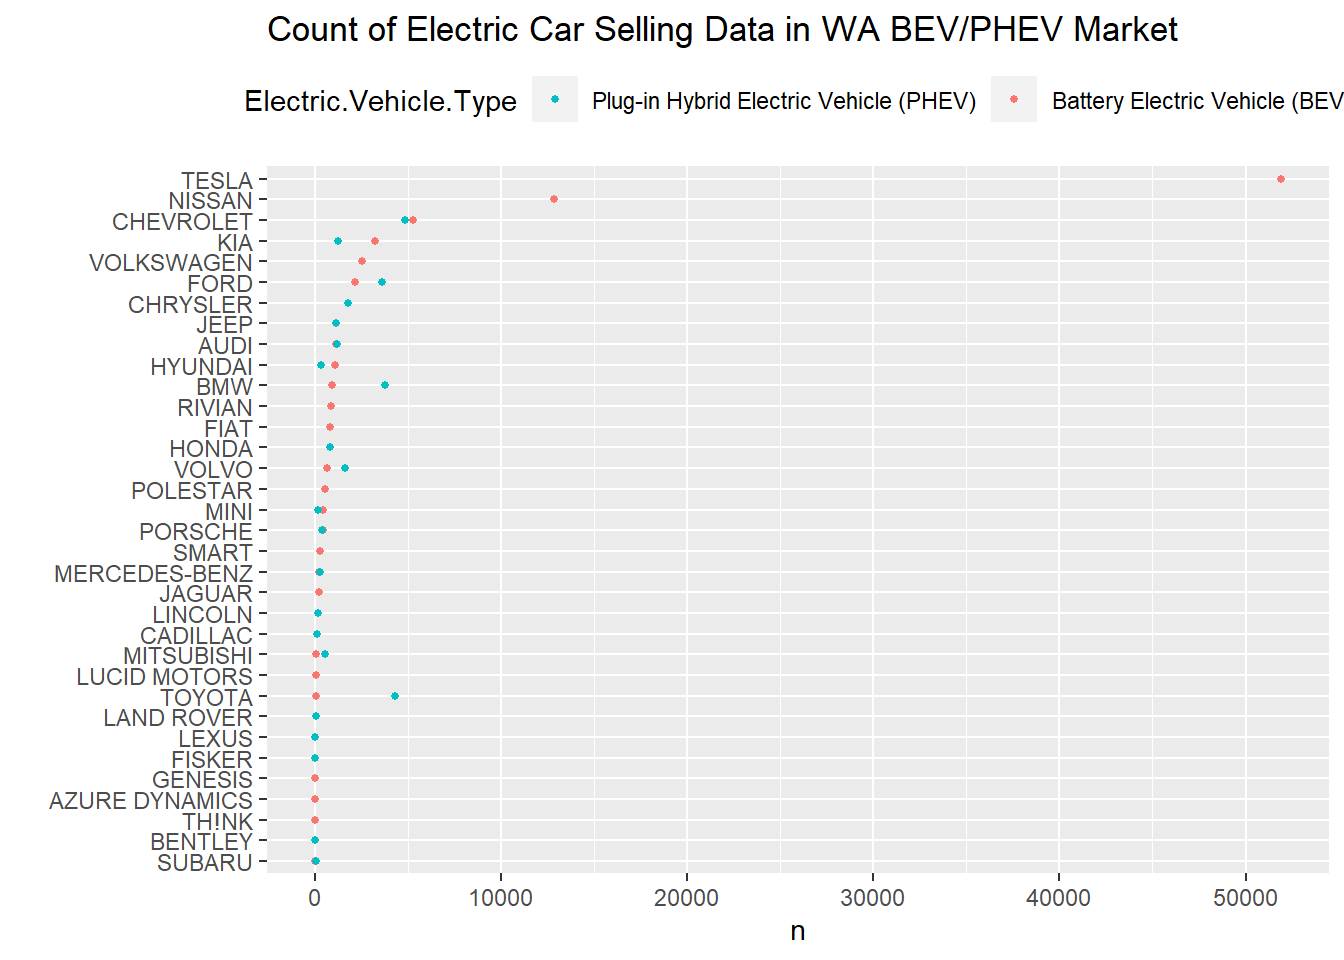 Count of Electric Car Selling Data in WA BEV/PHEV Market
Electric.Vehicle.Type Plug-in Hybrid Electric Vehicle (PHEV) Battery Electric Vehicle (BEV
TESLA
NISSAN
CHEVROLET
KIA
VOLKSWAGEN
FORD
CHRYSLER
JEEP
AUDI
HYUNDAI
BMW
RIVIAN
FIAT
HONDA
VOLVO
POLESTAR
MINI
PORSCHE
SMART
MERCEDES-BENZ
JAGUAR
LINCOLN
CADILLAC
MITSUBISHI
LUCID MOTORS
TOYOTA
LAND ROVER
LEXUS
FISKER
GENESIS
AZURE DYNAMICS
TH!NK
BENTLEY
SUBARU
0 10000 20000 30000 40000 50000
n